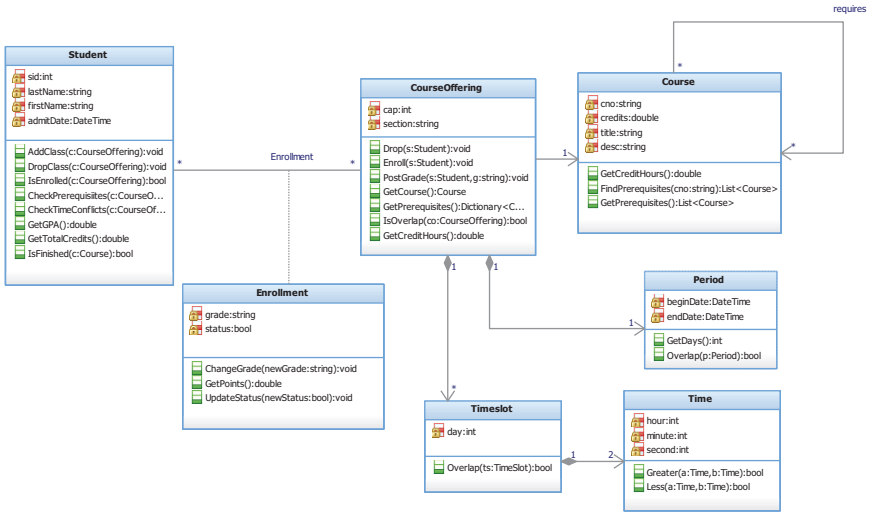 requires
Student
sid:int
lastName:string
firstName:string
admitDate:DateTime
AddClass(c:CourseOffering):void
DropClass(c:CourseOffering):void
IsEnrolled(c:CourseOffering):bool
CheckPrerequisiites(c:CourseO...
CheckTimeConflicts(c:CourseOf...
GetGPA():double
GetTotalCredits():double
IsFinished(c:Course):bool
*
Enrollment
*
CourseOffering
cap:int
section:string
Drop(s:Student):void
Enroll(s:Student):void
PostGrade(s:Student,g:string):void
GetCourse():Course
GetPrerequisites():Dictionary<C...
IsOverlap(co:CourseOffering):bool
GetCreditHours():double
1
*
Course
cno:string
credits:double
title:string
desc:string
GetCreditHours():double
FindPrerequisites(cno:string):List<Course>
GetPrerequisites():List<Course>
*
Enrollment
grade:string
status:bool
ChangeGrade(newGrade:string):void
GetPoints():double
UpdateStatus(newStatus:bool):void
1
1
1
Period
beginDate:DateTime
endDate:DateTime
GetDays():int
Overlap(p:Period):bool
*
Timeslot
day:int
Overlap(ts:TimeSlot):bool
1
2
Time
hour:int
minute:int
second:int
Greater(a:Time,b:Time):bool
Less(a:Time,b:Time):bool